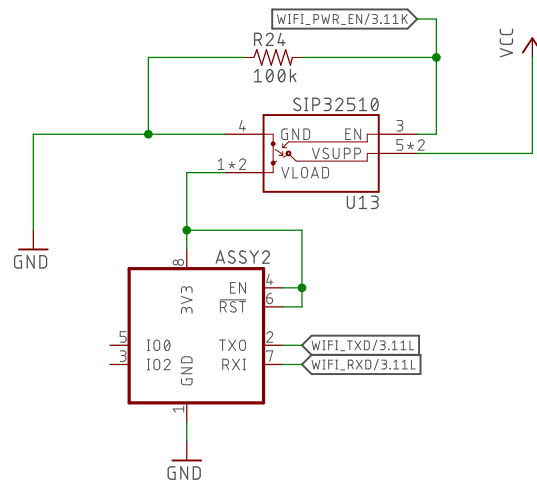 WIFI_PWR_EN/3.11K
R24
100k
VCC
SIP32510
4
GND
EN
3
VSUPP
5*2
1*2
VLOAD
U13
GND
ASSY2
8
3V3
EN
4
RST
6
5
IO0
TXO
2
WIFI_TXD/3.11L
3
IO2
RXI
7
WIFI_RXD/3.11L
GND
1
GND